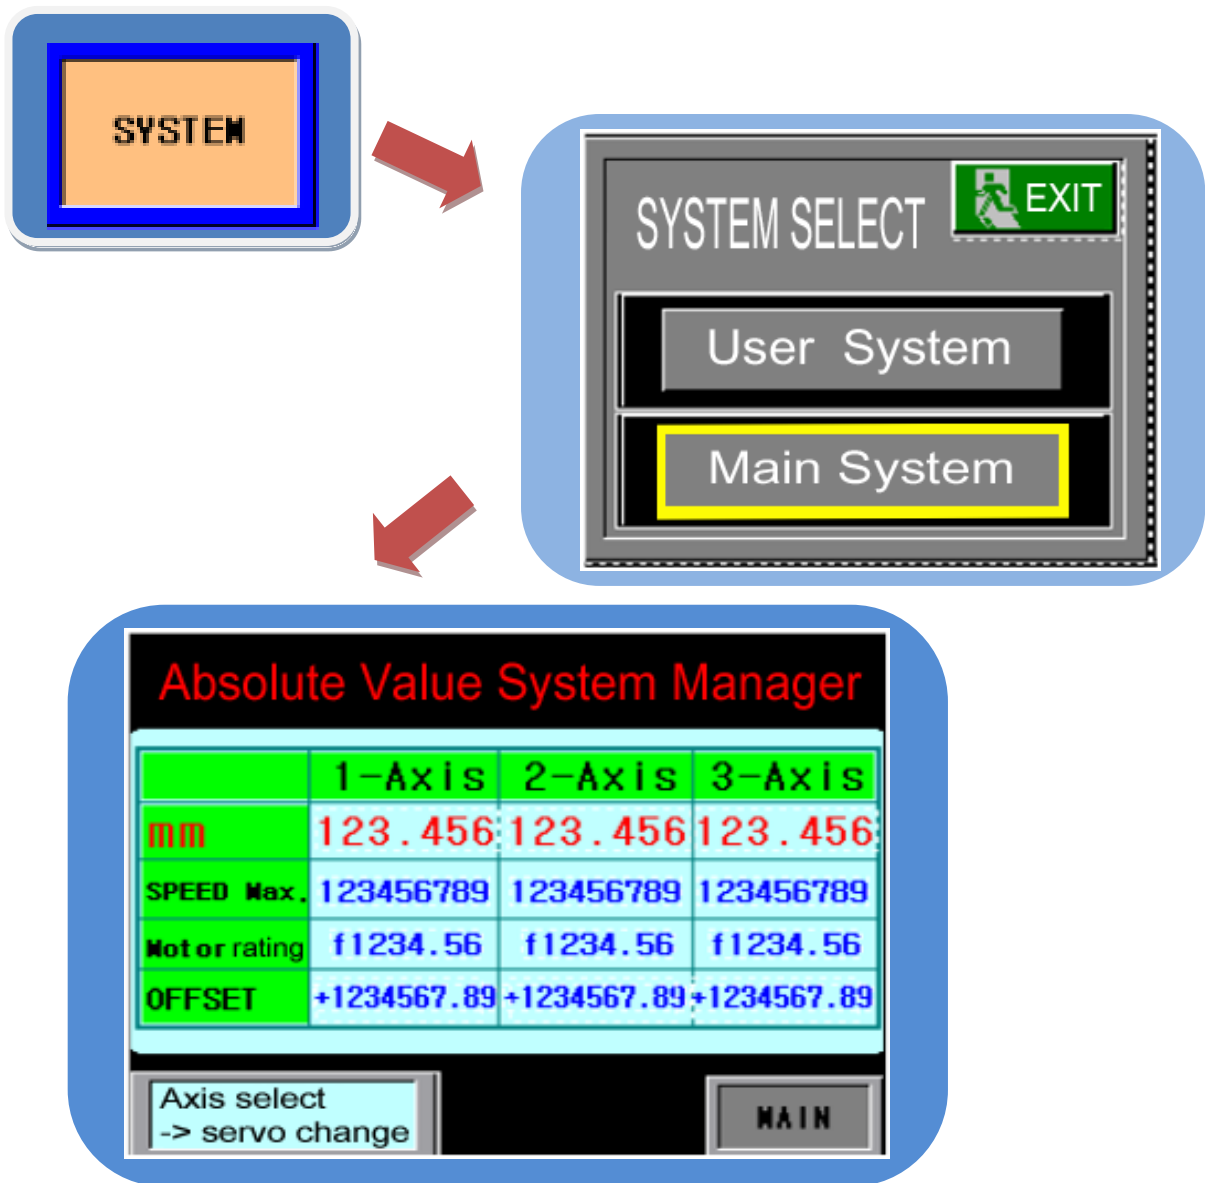 SYSTEM
SYSTEM SELECT EXIT
User System
Main System
Absolute Value System Manager
1-Axis 2-Axis 3-Axis
mm 123.456 123.456 123.456
SPEED Max. 123456789 123456789 123456789
Motor rating f1234.56 f1234.56 f1234.56
OFFSET +1234567.89 +1234567.89 +1234567.89
Axis select
-> servo change
MAIN